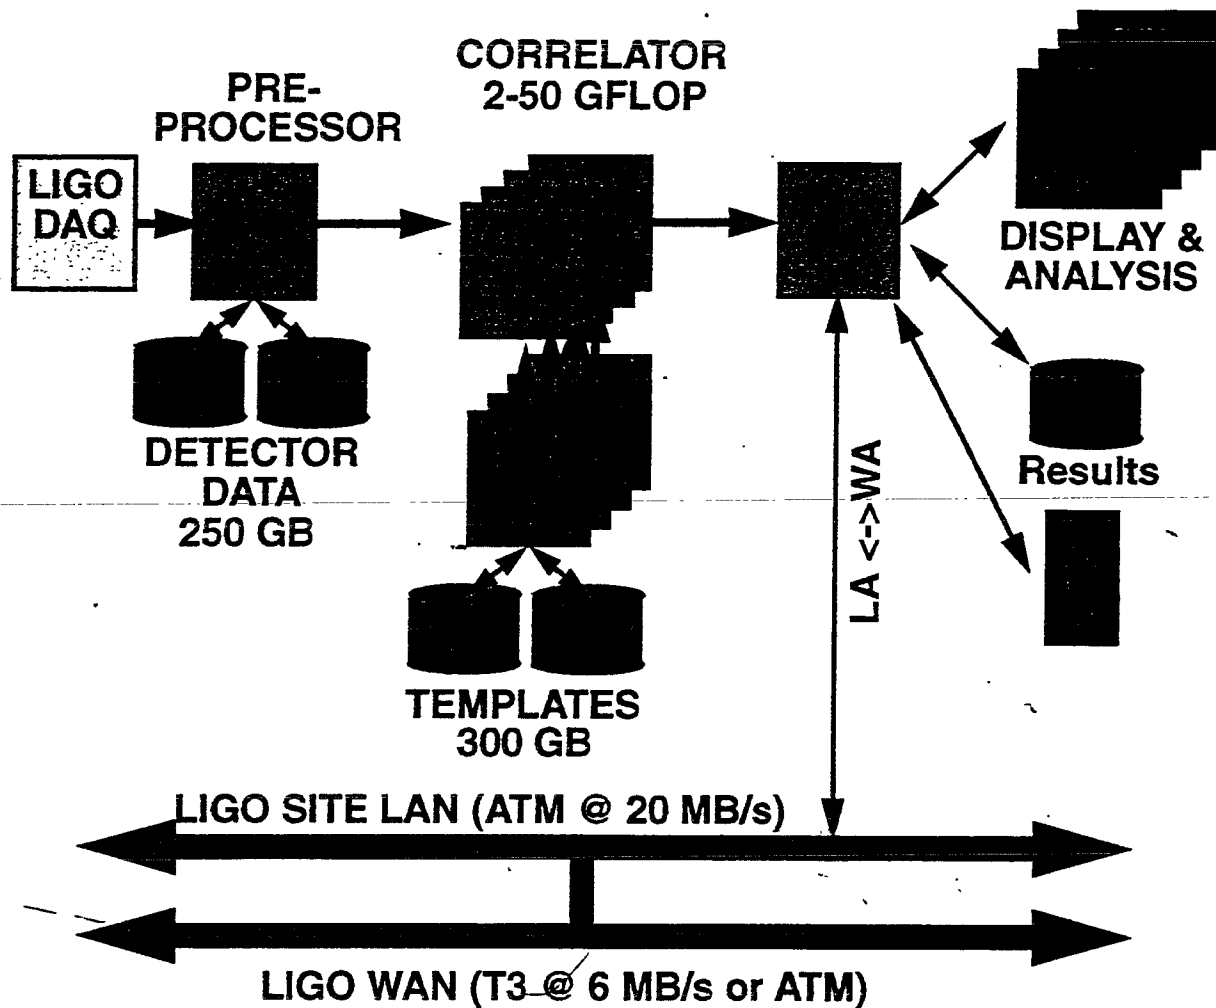 CORRELATOR
2-50 GFLOP
PRE-
PROCESSOR
LIGO
DAQ
DISPLAY &
ANALYSIS
DETECTOR
DATA
250 GB
Results
LA <->WA
TEMPLATES
300 GB
LIGO SITE LAN (ATM @ 20 MB/s)
LIGO WAN (T3 @ 6 MB/s or ATM)